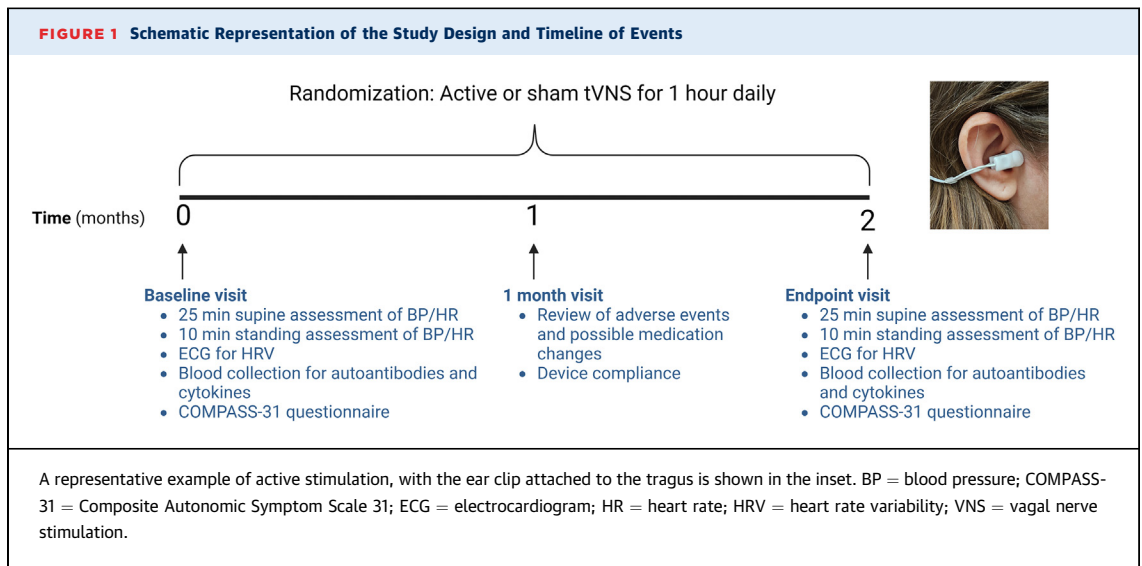 FIGURE 1 Schematic Representation of the Study Design and Timeline of Events
Randomization: Active or sham tVNS for 1 hour daily
Time (months)
0
1
2
Baseline visit
• 25 min supine assessment of BP/HR
• 10 min standing assessment of BP/HR
• ECG for HRV
• Blood collection for autoantibodies and
cytokines
• COMPASS-31 questionnaire
1 month visit
• Review of adverse events
and possible medication
changes
• Device compliance
Endpoint visit
• 25 min supine assessment of BP/HR
• 10 min standing assessment of BP/HR
• ECG for HRV
• Blood collection for autoantibodies
and cytokines
• COMPASS-31 questionnaire
A representative example of active stimulation, with the ear clip attached to the tragus is shown in the inset. BP = blood pressure; COMPASS-
31 = Composite Autonomic Symptom Scale 31; ECG = electrocardiogram; HR = heart rate; HRV = heart rate variability; VNS = vagal nerve
stimulation.